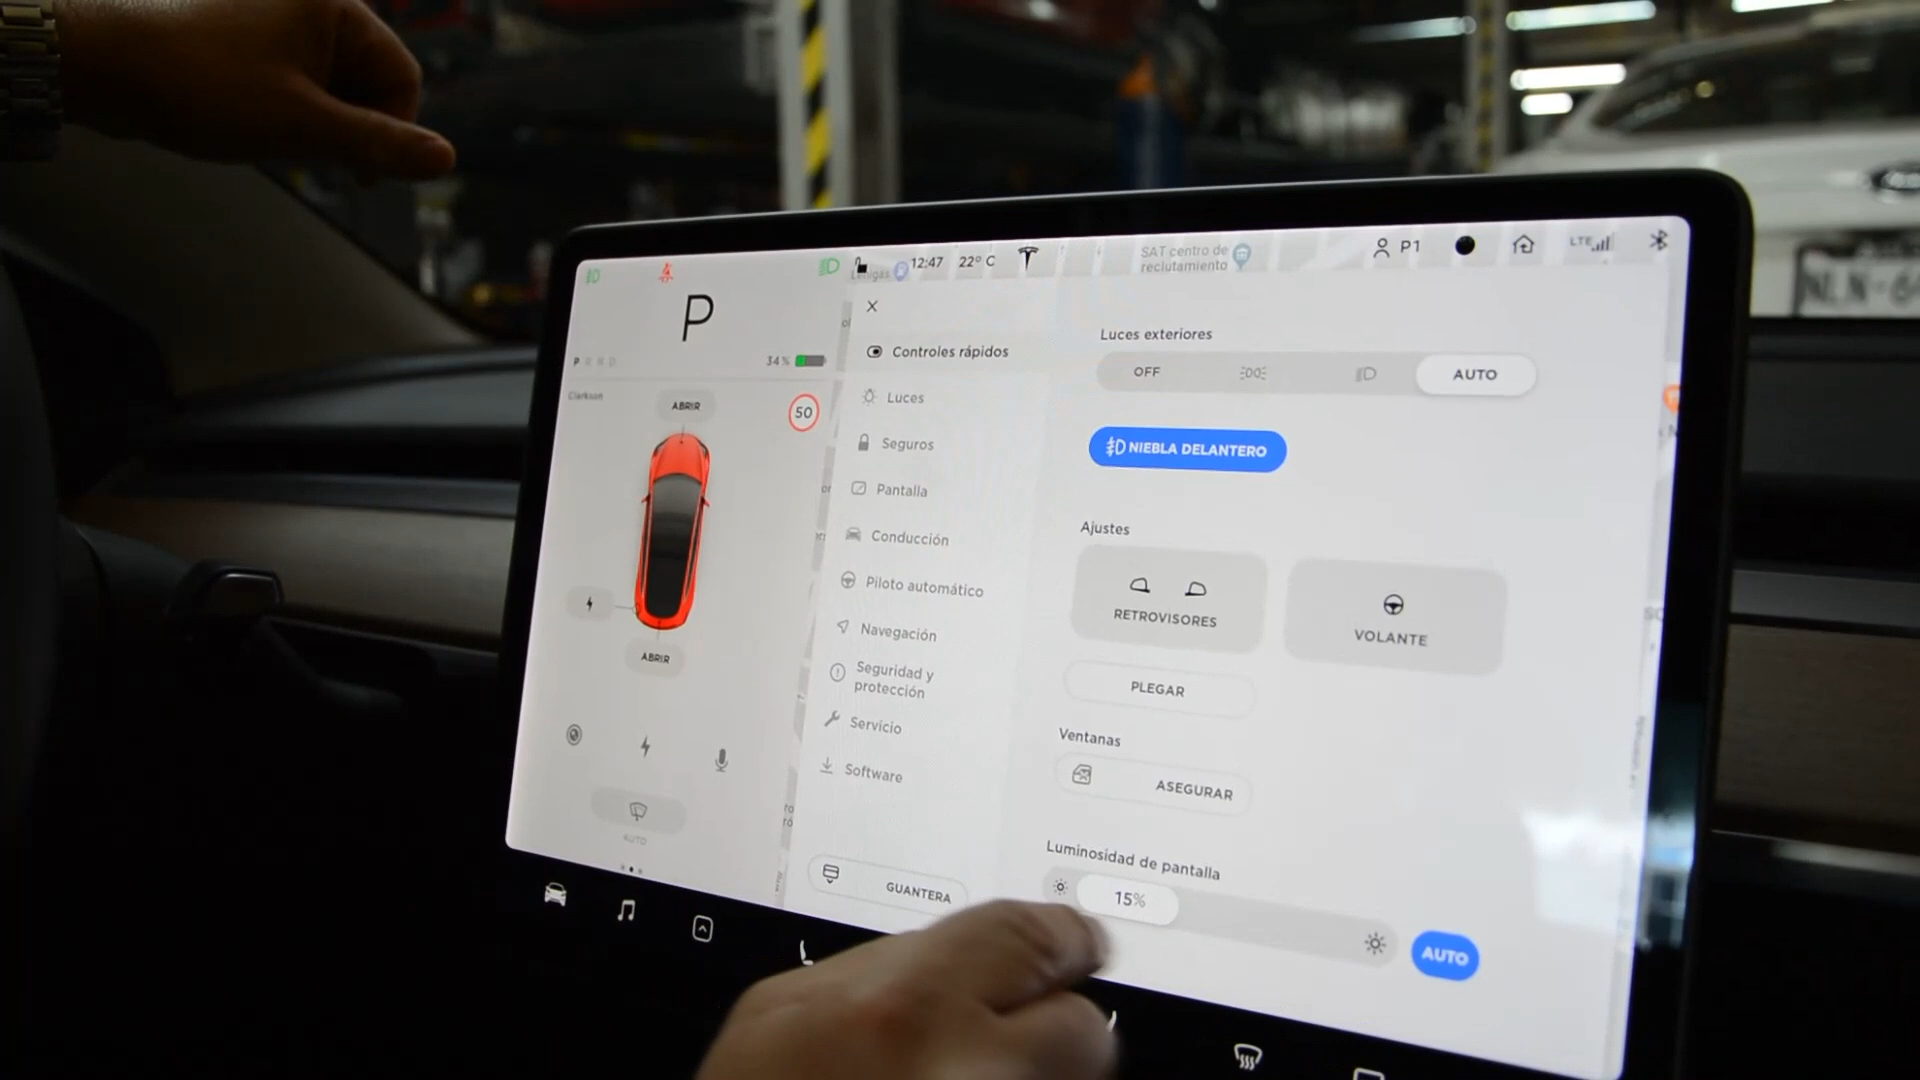 12:47
22° C
SAT centro de
reclutamiento
P1
LTE
P
P R N D
34%
Clarkson
ABRIR
50
ABRIR
AUTO
Controles rápidos
Luces
Seguros
Pantalla
Conducción
Piloto automático
Navegación
Seguridad y
protección
Servicio
Software
GUANTERA
Luces exteriores
OFF
AUTO
NIEBLA DELANTERO
Ajustes
RETROVISORES
VOLANTE
PLEGAR
Ventanas
ASEGURAR
Luminosidad de pantalla
15%
AUTO